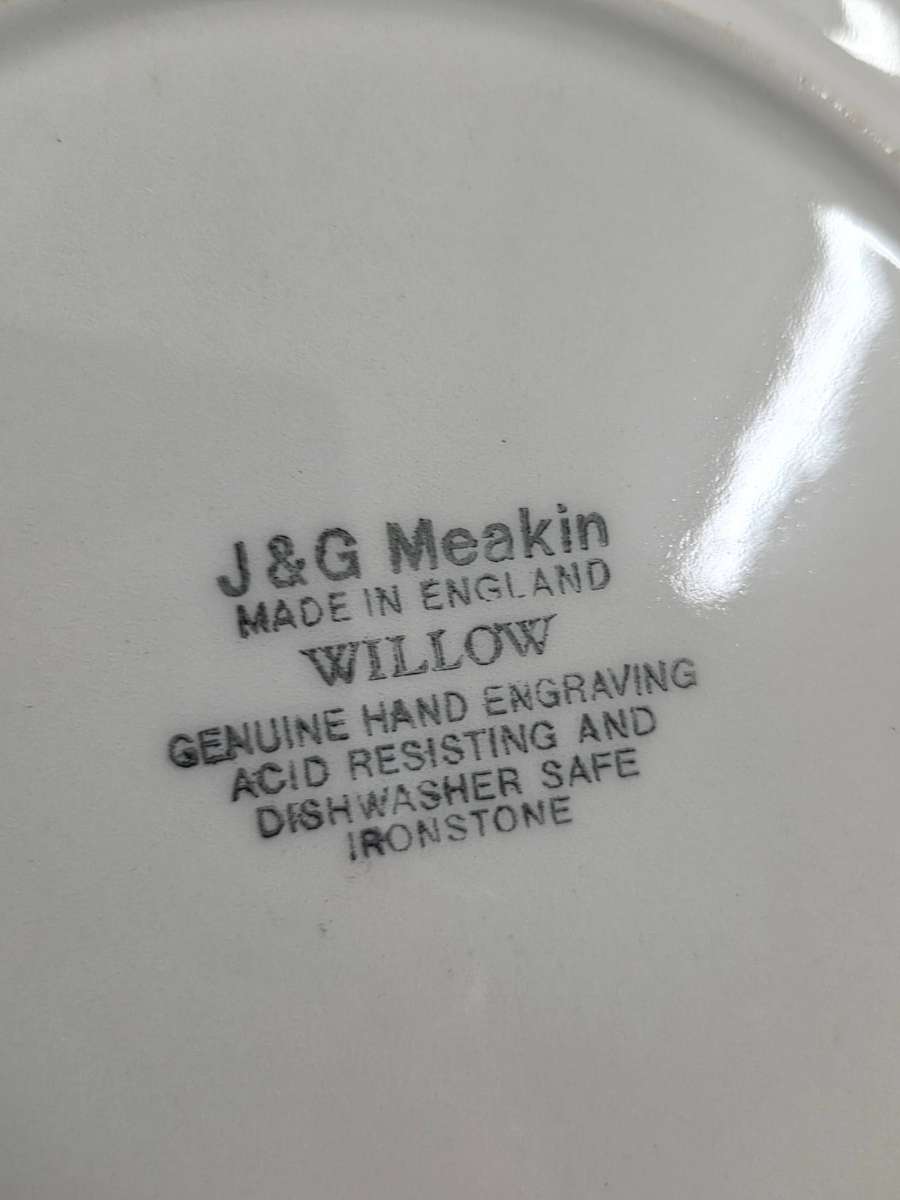 J & G Meakin
MADE IN ENGLAND
WILLOW
GENUINE HAND ENGRAVING
ACID RESISTING AND
DISHWASHER SAFE
IRONSTONE